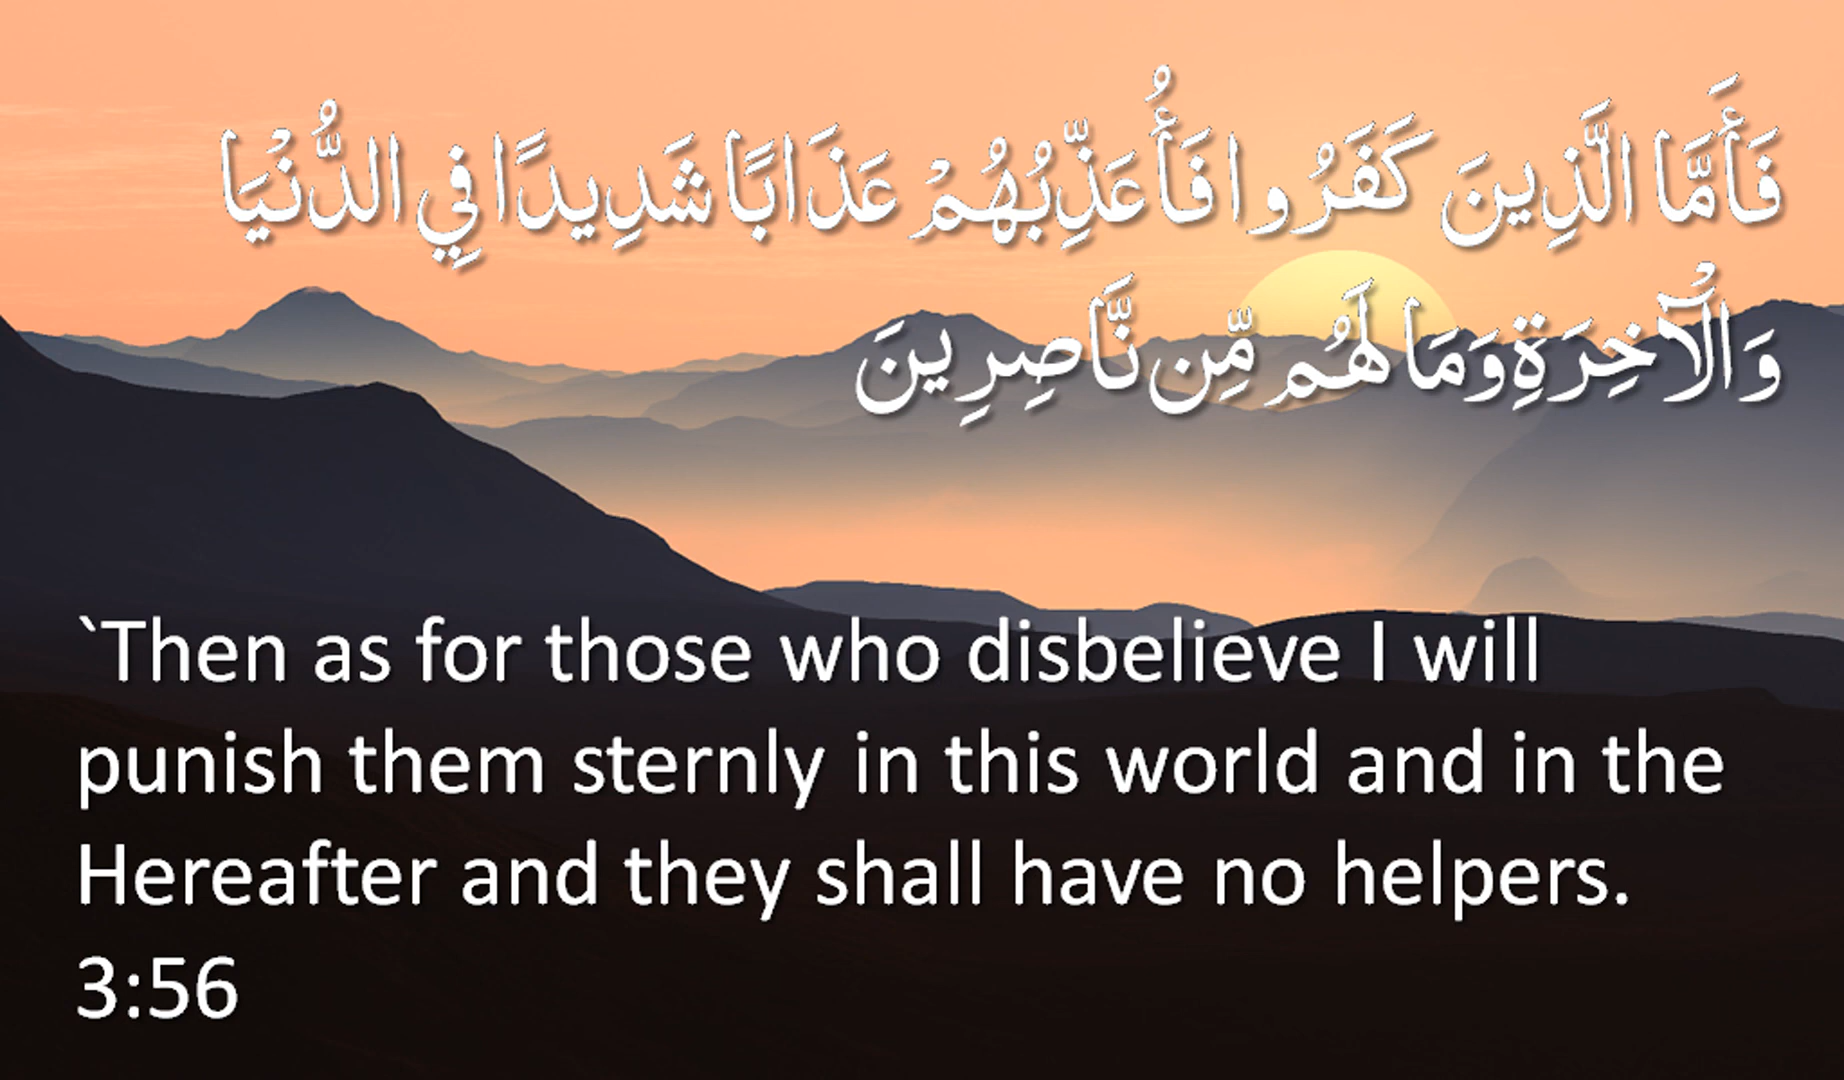 فَأَمَّا الَّذِينَ كَفَرُوا فَأُعَذِّبُهُمْ عَذَابًا شَدِيدًا فِي الدُّنْيَا
وَالْآخِرَةِ وَمَا لَهُم مِّن نَّاصِرِينَ
`Then as for those who disbelieve I will
punish them sternly in this world and in the
Hereafter and they shall have no helpers.
3:56